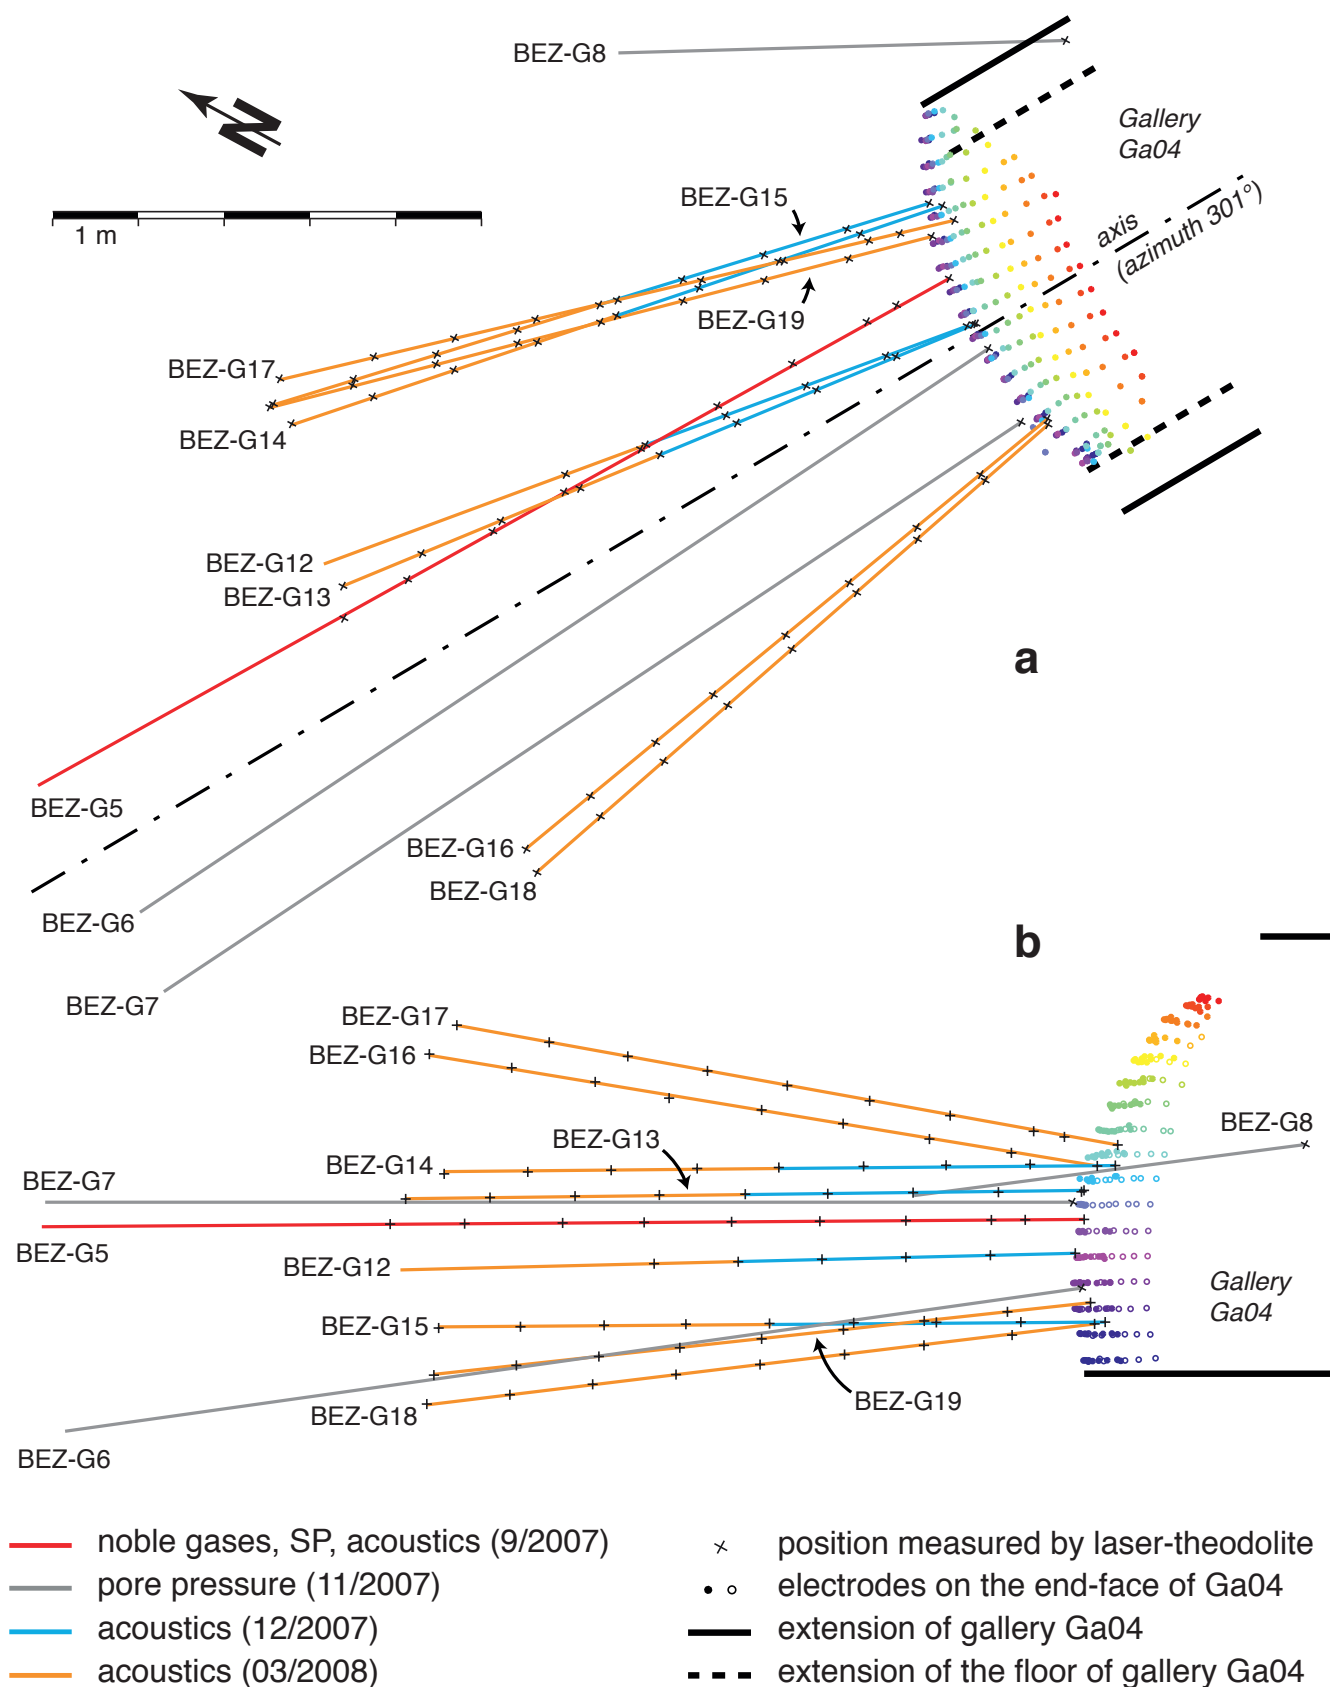 BEZ-G8
N
Gallery
Ga04
1 m
BEZ-G15
axis
(azimuth 301°)
BEZ-G19
BEZ-G17
BEZ-G14
BEZ-G12
BEZ-G13
a
BEZ-G5
BEZ-G16
BEZ-G18
BEZ-G6
BEZ-G7
b
BEZ-G17
BEZ-G16
BEZ-G8
BEZ-G13
BEZ-G14
BEZ-G7
BEZ-G5
BEZ-G12
Gallery
Ga04
BEZ-G15
BEZ-G19
BEZ-G18
BEZ-G6
noble gases, SP, acoustics (9/2007)
pore pressure (11/2007)
acoustics (12/2007)
acoustics (03/2008)
position measured by laser-theodolite
electrodes on the end-face of Ga04
extension of gallery Ga04
extension of the floor of gallery Ga04